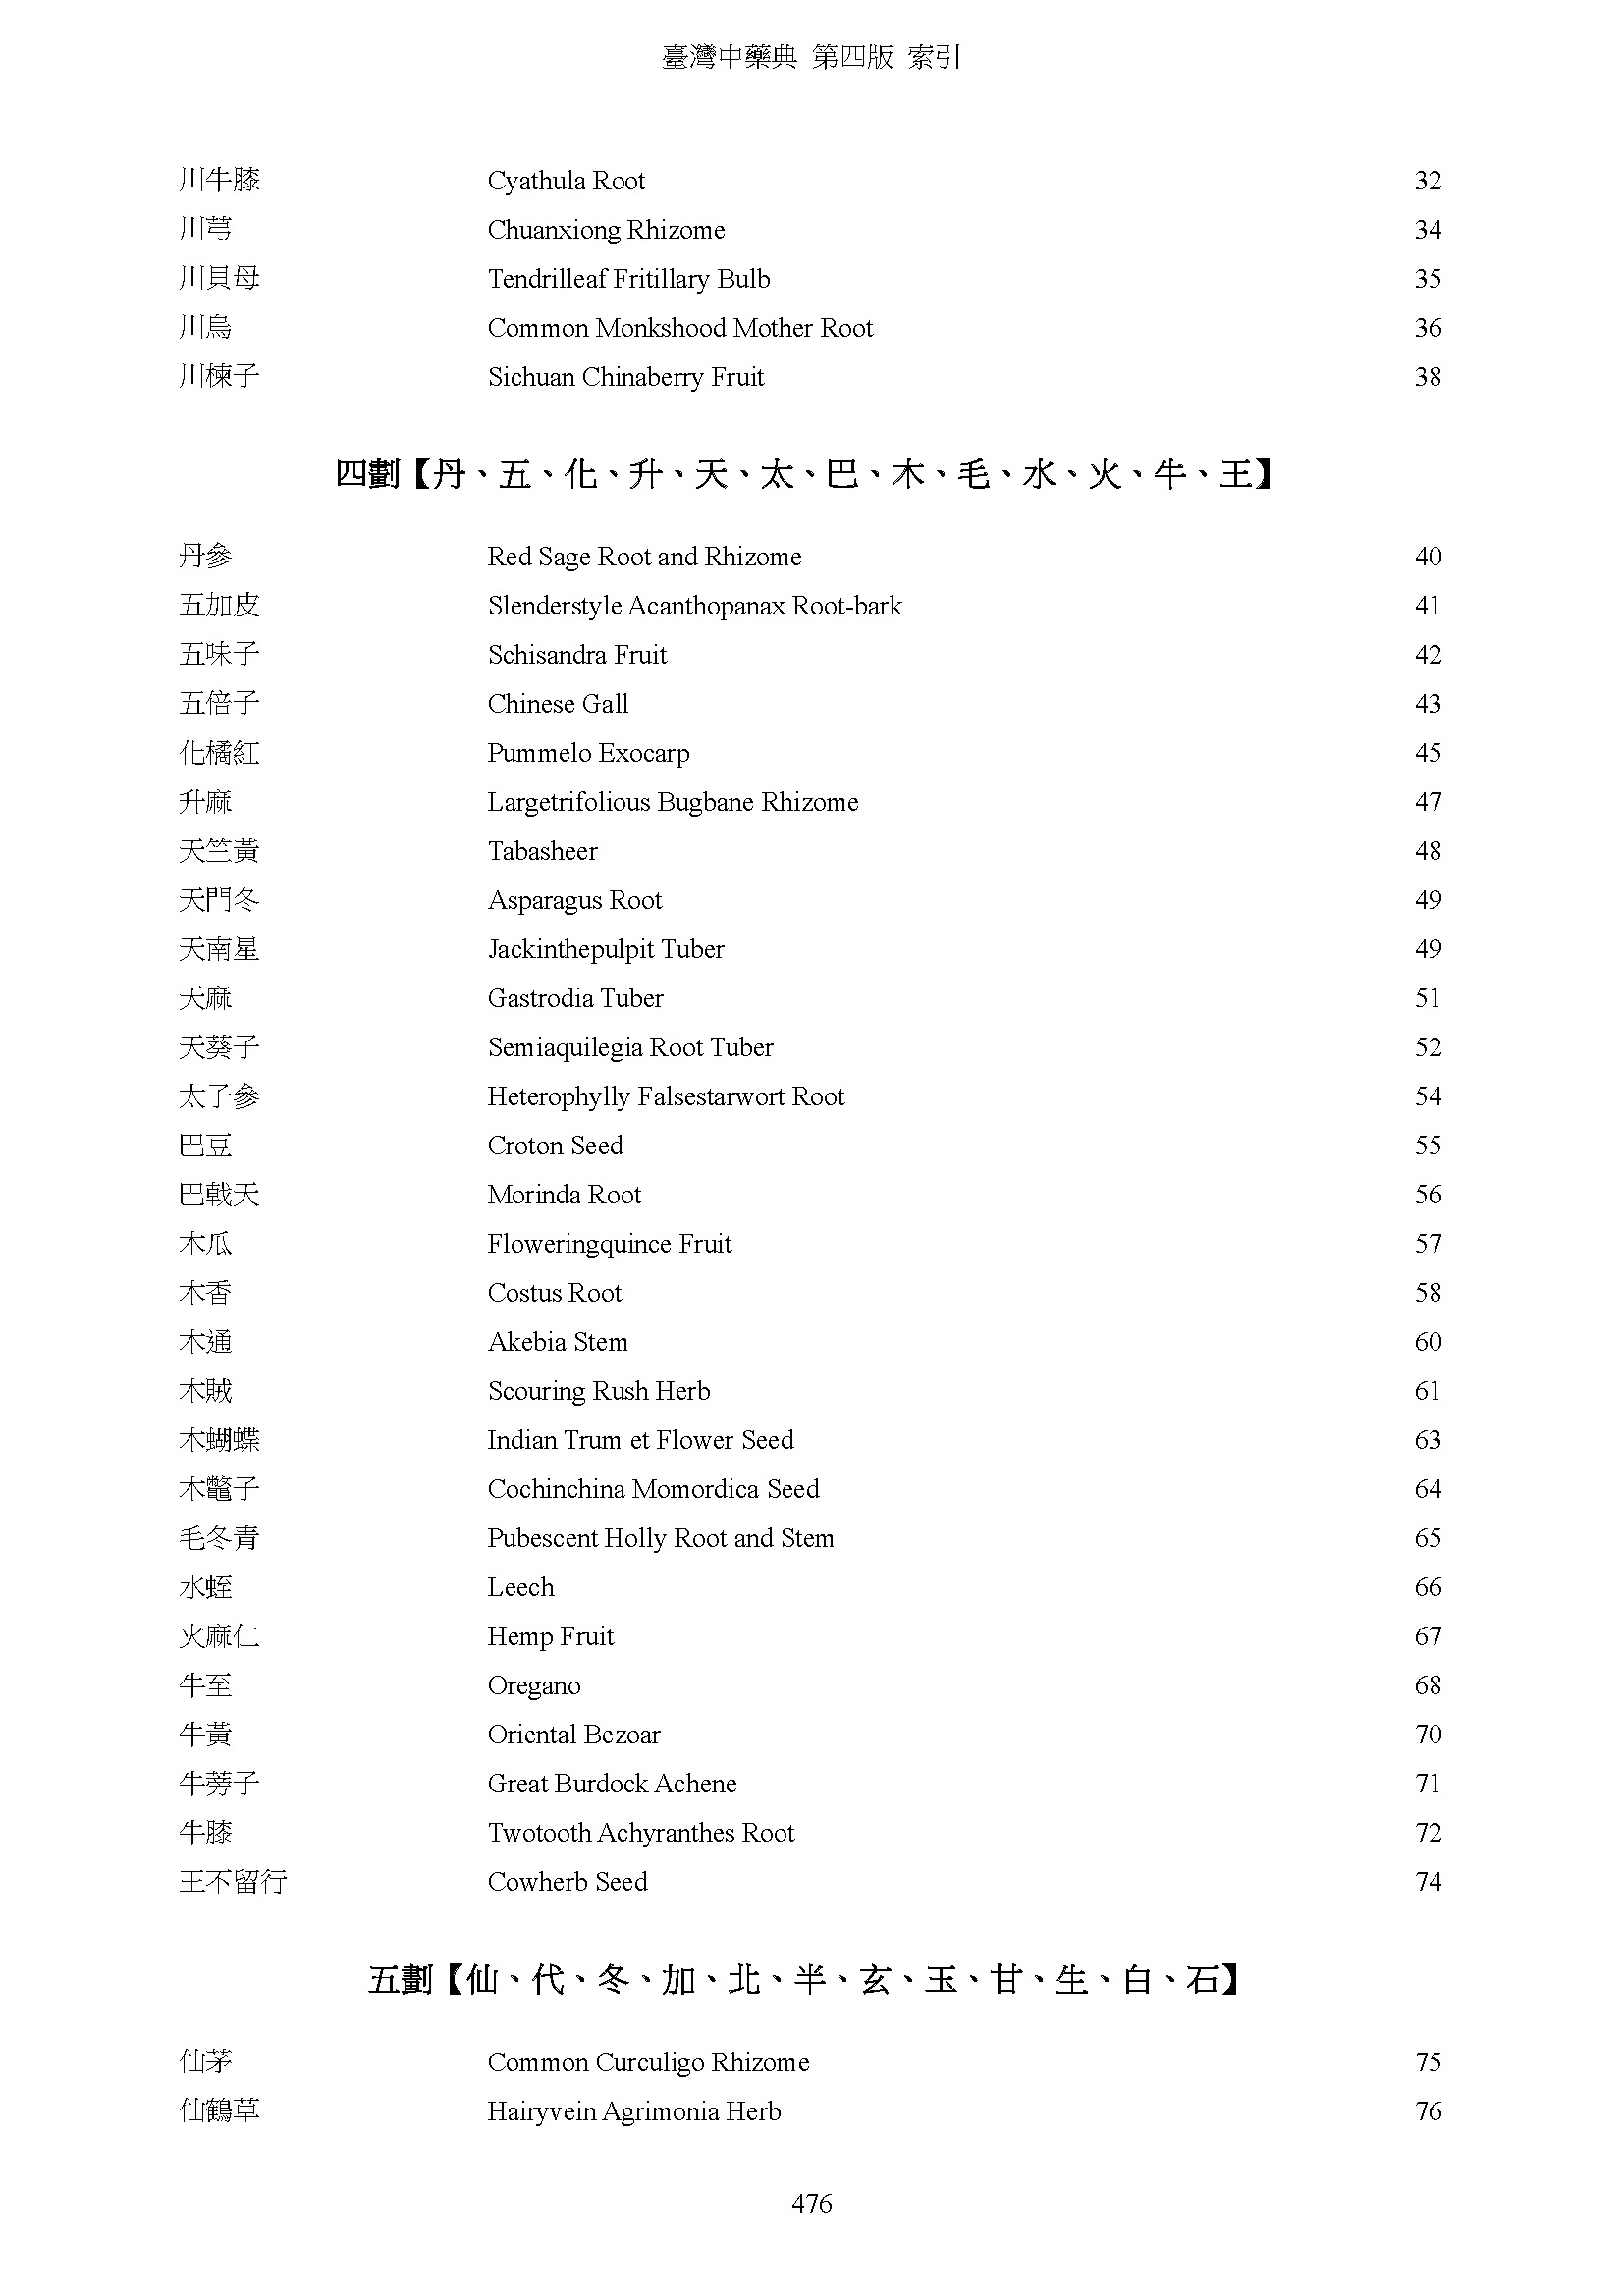 臺灣中藥典 第四版 索引
川牛膝 Cyathula Root 32
川芎 Chuanxiong Rhizome 34
川貝母 Tendrilleaf Fritillary Bulb 35
川烏 Common Monkshood Mother Root 36
川楝子 Sichuan Chinaberry Fruit 38
四劃【丹、五、化、升、天、太、巴、木、毛、水、火、牛、王】
丹參 Red Sage Root and Rhizome 40
五加皮 Slenderstyle Acanthopanax Root-bark 41
五味子 Schisandra Fruit 42
五倍子 Chinese Gall 43
化橘紅 Pummelo Exocarp 45
升麻 Largetrifolious Bugbane Rhizome 47
天竺黃 Tabasheer 48
天門冬 Asparagus Root 49
天南星 Jackinthepulpit Tuber 49
天麻 Gastrodia Tuber 51
天葵子 Semiaquilegia Root Tuber 52
太子參 Heterophylly Falsestarwort Root 54
巴豆 Croton Seed 55
巴戟天 Morinda Root 56
木瓜 Floweringquince Fruit 57
木香 Costus Root 58
木通 Akebia Stem 60
木賊 Scouring Rush Herb 61
木蝴蝶 Indian Trum et Flower Seed 63
木鼈子 Cochinchina Momordica Seed 64
毛冬青 Pubescent Holly Root and Stem 65
水蛭 Leech 66
火麻仁 Hemp Fruit 67
牛至 Oregano 68
牛黃 Oriental Bezoar 70
牛蒡子 Great Burdock Achene 71
牛膝 Twotooth Achyranthes Root 72
王不留行 Cowherb Seed 74
五劃【仙、代、冬、加、北、半、玄、玉、甘、生、白、石】
仙茅 Common Curculigo Rhizome 75
仙鶴草 Hairyvein Agrimonia Herb 76
476